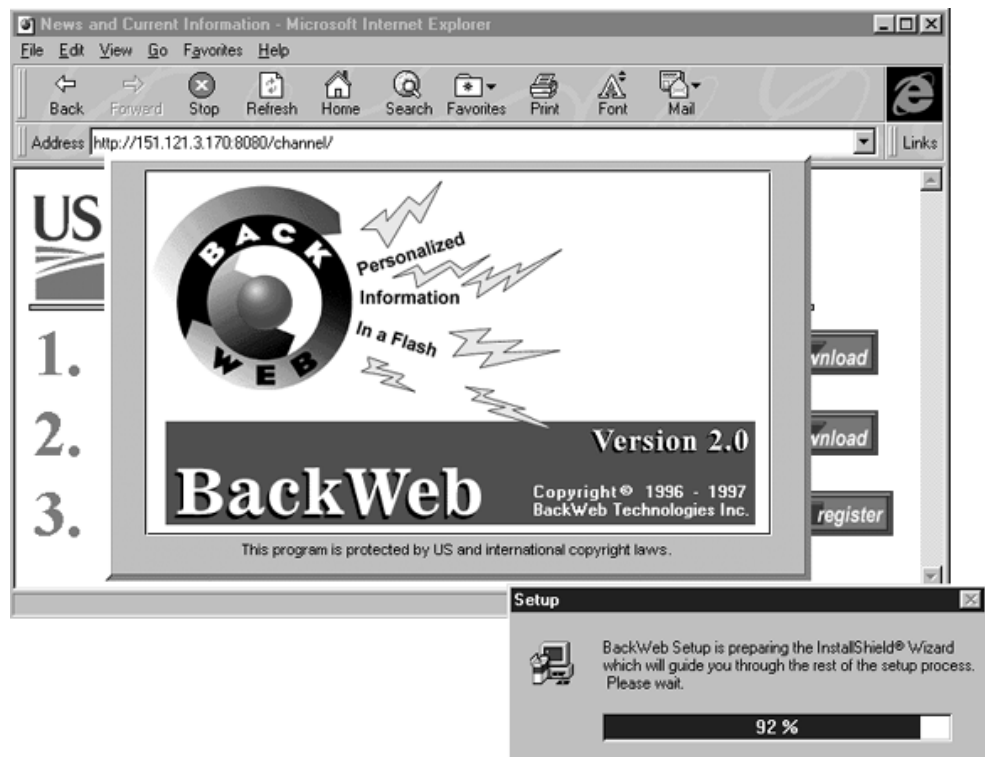 News and Current Information - Microsoft Internet Explorer
File Edit View Go Favorites Help
Back Forward Stop Refresh Home Search Favorites Print Font Mail
Address http://151.121.3.170:8080/channel/ Links
US
BACK
WEB
Personalized
Information
In a Flash
1. wnload
2. wnload
3. register
Version 2.0
BackWeb
Copyright© 1996 - 1997
BackWeb Technologies Inc.
This program is protected by US and international copyright laws.
Setup
BackWeb Setup is preparing the InstallShield® Wizard
which will guide you through the rest of the setup process.
Please wait.
92 %